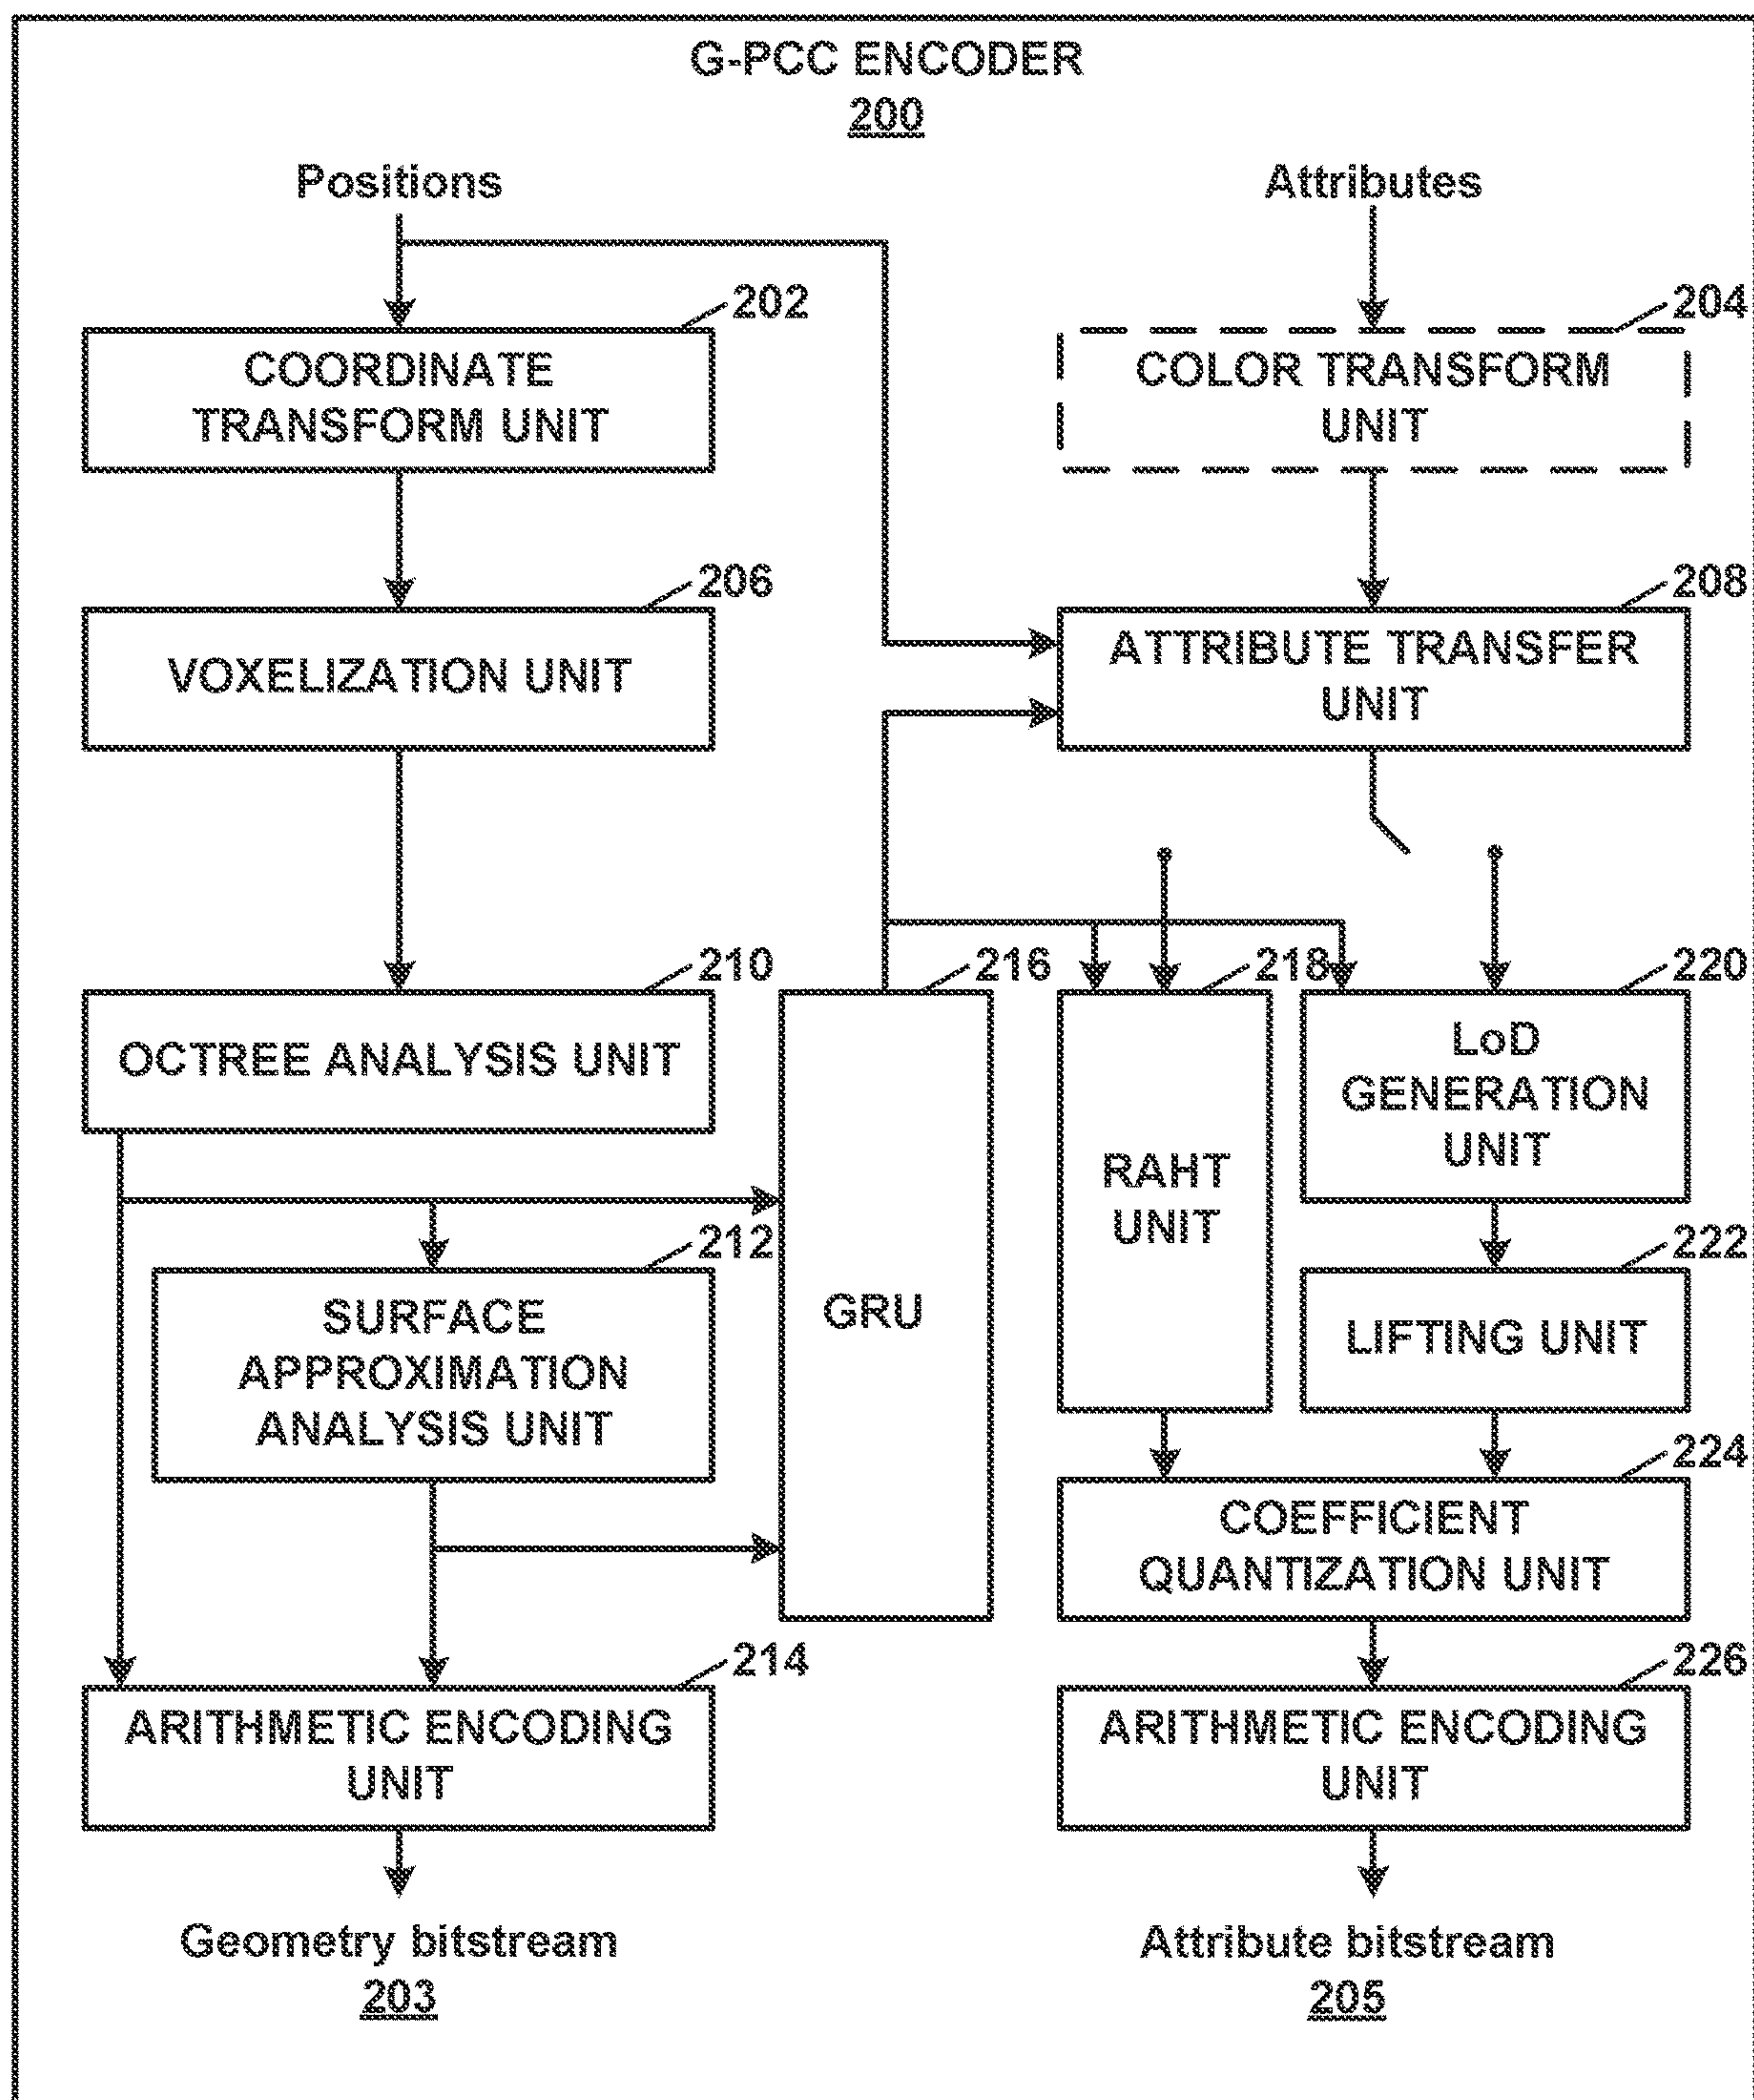 G-PCC ENCODER
200
Positions
Attributes
202
204
COORDINATE
TRANSFORM UNIT
COLOR TRANSFORM
UNIT
206
208
VOXELIZATION UNIT
ATTRIBUTE TRANSFER
UNIT
210
216
218
220
OCTREE ANALYSIS UNIT
LoD
GENERATION
UNIT
RAHT
UNIT
212
222
SURFACE
APPROXIMATION
ANALYSIS UNIT
GRU
LIFTING UNIT
224
COEFFICIENT
QUANTIZATION UNIT
214
226
ARITHMETIC ENCODING
UNIT
ARITHMETIC ENCODING
UNIT
Geometry bitstream
203
Attribute bitstream
205